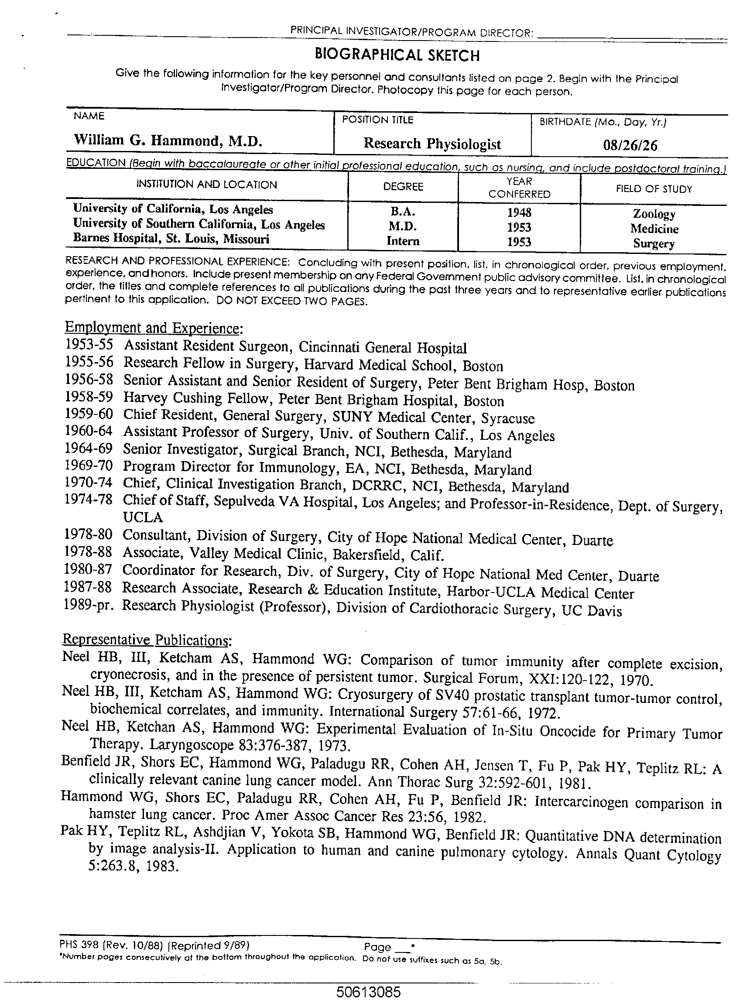 PRINCIPAL INVESTIGATOR/PROGRAM DIRECTOR:
BIOGRAPHICAL SKETCH
Give the following information for the key personnel and consultants listed on page 2. Begin with the Principal
Investigator/Program Director. Photocopy this page for each person.
NAME POSITION TITLE BIRTHDATE (Mo., Day, Yr.)
William G. Hammond, M.D. Research Physiologist 08/26/26
EDUCATION (Begin with baccalaureate or other initial professional education, such as nursing, and include postdoctoral training.)
INSTITUTION AND LOCATION DEGREE YEAR CONFERRED FIELD OF STUDY
University of California, Los Angeles B.A. 1948 Zoology
University of Southern California, Los Angeles M.D. 1953 Medicine
Barnes Hospital, St. Louis, Missouri Intern 1953 Surgery
RESEARCH AND PROFESSIONAL EXPERIENCE: Concluding with present position, list, in chronological order, previous employment,
experience, and honors. Include present membership on any Federal Government public advisory committee. List, in chronological
order, the titles and complete references to all publications during the past three years and to representative earlier publications
pertinent to this application. DO NOT EXCEED TWO PAGES.
Employment and Experience:
1953-55 Assistant Resident Surgeon, Cincinnati General Hospital
1955-56 Research Fellow in Surgery, Harvard Medical School, Boston
1956-58 Senior Assistant and Senior Resident of Surgery, Peter Bent Brigham Hosp, Boston
1958-59 Harvey Cushing Fellow, Peter Bent Brigham Hospital, Boston
1959-60 Chief Resident, General Surgery, SUNY Medical Center, Syracuse
1960-64 Assistant Professor of Surgery, Univ. of Southern Calif., Los Angeles
1964-69 Senior Investigator, Surgical Branch, NCI, Bethesda, Maryland
1969-70 Program Director for Immunology, EA, NCI, Bethesda, Maryland
1970-74 Chief, Clinical Investigation Branch, DCRRC, NCI, Bethesda, Maryland
1974-78 Chief of Staff, Sepulveda VA Hospital, Los Angeles; and Professor-in-Residence, Dept. of Surgery,
UCLA
1978-80 Consultant, Division of Surgery, City of Hope National Medical Center, Duarte
1978-88 Associate, Valley Medical Clinic, Bakersfield, Calif.
1980-87 Coordinator for Research, Div. of Surgery, City of Hope National Med Center, Duarte
1987-88 Research Associate, Research & Education Institute, Harbor-UCLA Medical Center
1989-pr. Research Physiologist (Professor), Division of Cardiothoracic Surgery, UC Davis
Representative Publications:
Neel HB, III, Ketcham AS, Hammond WG: Comparison of tumor immunity after complete excision,
cryonecrosis, and in the presence of persistent tumor. Surgical Forum, XXI:120-122, 1970.
Neel HB, III, Ketcham AS, Hammond WG: Cryosurgery of SV40 prostatic transplant tumor-tumor control,
biochemical correlates, and immunity. International Surgery 57:61-66, 1972.
Neel HB, Ketchan AS, Hammond WG: Experimental Evaluation of In-Situ Oncocide for Primary Tumor
Therapy. Laryngoscope 83:376-387, 1973.
Benfield JR, Shors EC, Hammond WG, Paladugu RR, Cohen AH, Jensen T, Fu P, Pak HY, Teplitz RL: A
clinically relevant canine lung cancer model. Ann Thorac Surg 32:592-601, 1981.
Hammond WG, Shors EC, Paladugu RR, Cohen AH, Fu P, Benfield JR: Intercarcinogen comparison in
hamster lung cancer. Proc Amer Assoc Cancer Res 23:56, 1982.
Pak HY, Teplitz RL, Ashdjian V, Yokota SB, Hammond WG, Benfield JR: Quantitative DNA determination
by image analysis-II. Application to human and canine pulmonary cytology. Annals Quant Cytology
5:263.8, 1983.
PHS 398 (Rev. 10/88) (Reprinted 9/89) Page ___*
*Number pages consecutively at the bottom throughout the application. Do not use suffixes such as 5a, 5b.
50613085